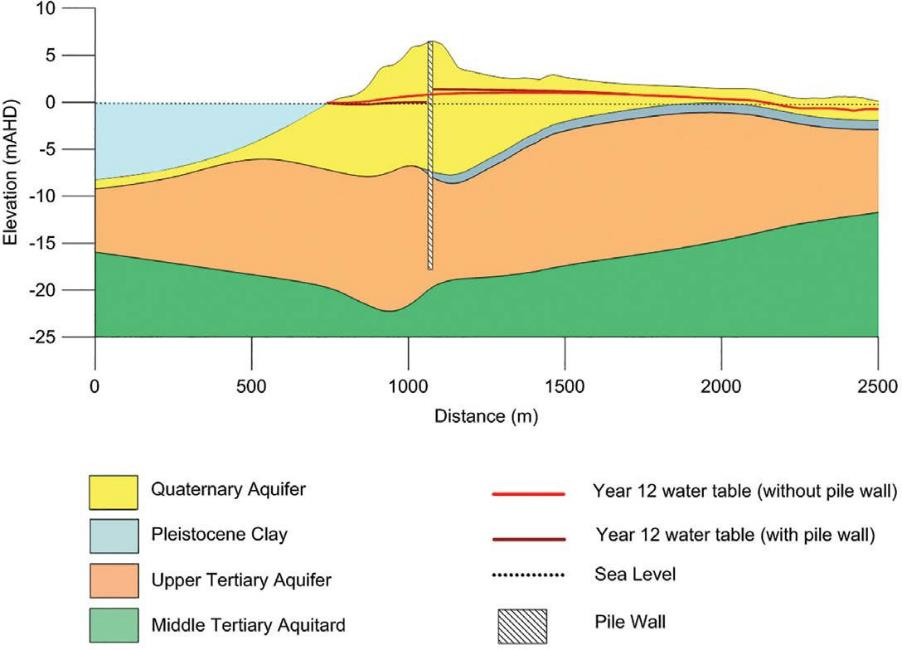 10
5
0
-5
-10
-15
-20
-25
Elevation (mAHD)
0 500 1000 1500 2000 2500
Distance (m)
Quaternary Aquifer
Pleistocene Clay
Upper Tertiary Aquifer
Middle Tertiary Aquitard
Year 12 water table (without pile wall)
Year 12 water table (with pile wall)
Sea Level
Pile Wall